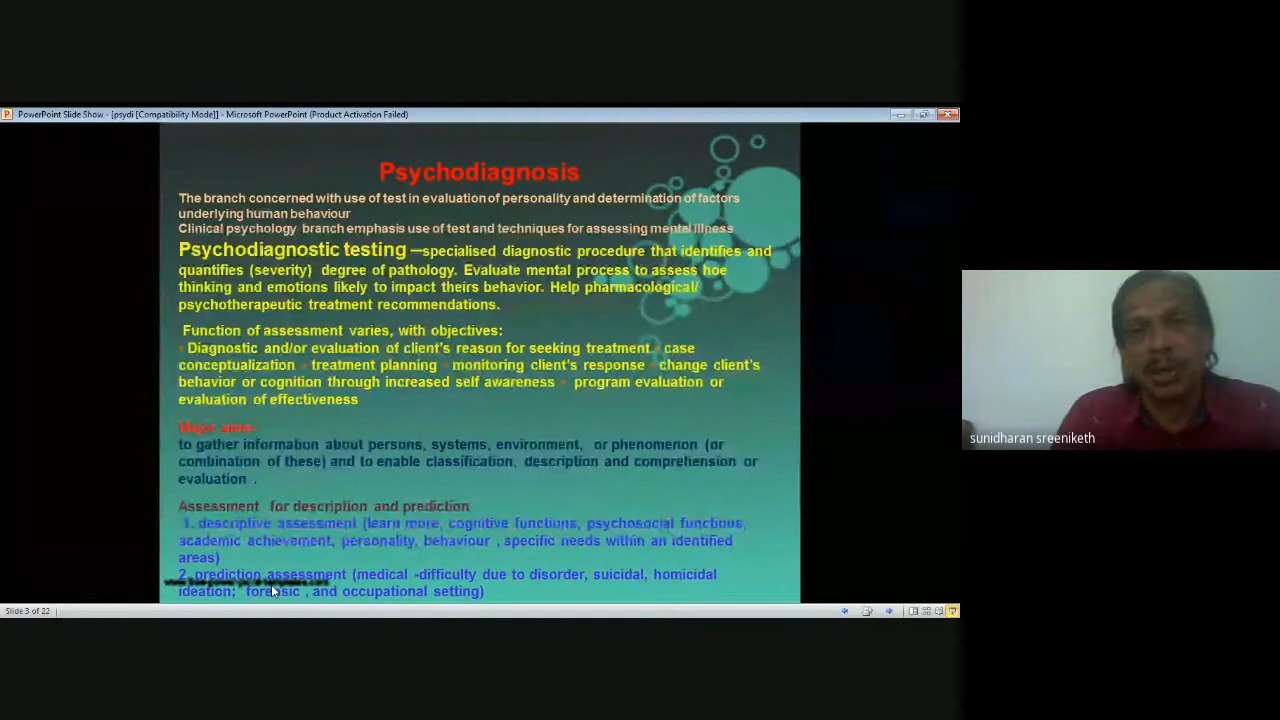 PowerPoint Slide Show - [psydi [Compatibility Mode]] - Microsoft PowerPoint (Product Activation Failed)
Psychodiagnosis
The branch concerned with use of test in evaluation of personality and determination of factors
underlying human behaviour
Clinical psychology branch emphasis use of test and techniques for assessing mental illness
Psychodiagnostic testing –specialised diagnostic procedure that identifies and
quantifies (severity) degree of pathology. Evaluate mental process to assess hoe
thinking and emotions likely to impact theirs behavior. Help pharmacological/
psychotherapeutic treatment recommendations.
Function of assessment varies, with objectives:
• Diagnostic and/or evaluation of client's reason for seeking treatment • case
conceptualization • treatment planning • monitoring client's response • change client's
behavior or cognition through increased self awareness • program evaluation or
evaluation of effectiveness
Major aims-
to gather information about persons, systems, environment, or phenomenon (or
combination of these) and to enable classification, description and comprehension or
evaluation .
Assessment for description and prediction
1. descriptive assessment (learn more, cognitive functions, psychosocial functions,
academic achievement, personality, behaviour , specific needs within an identified
areas)
2. prediction assessment (medical -difficulty due to disorder, suicidal, homicidal
ideation; forensic , and occupational setting)
Slide 3 of 22
sunidharan sreeniketh